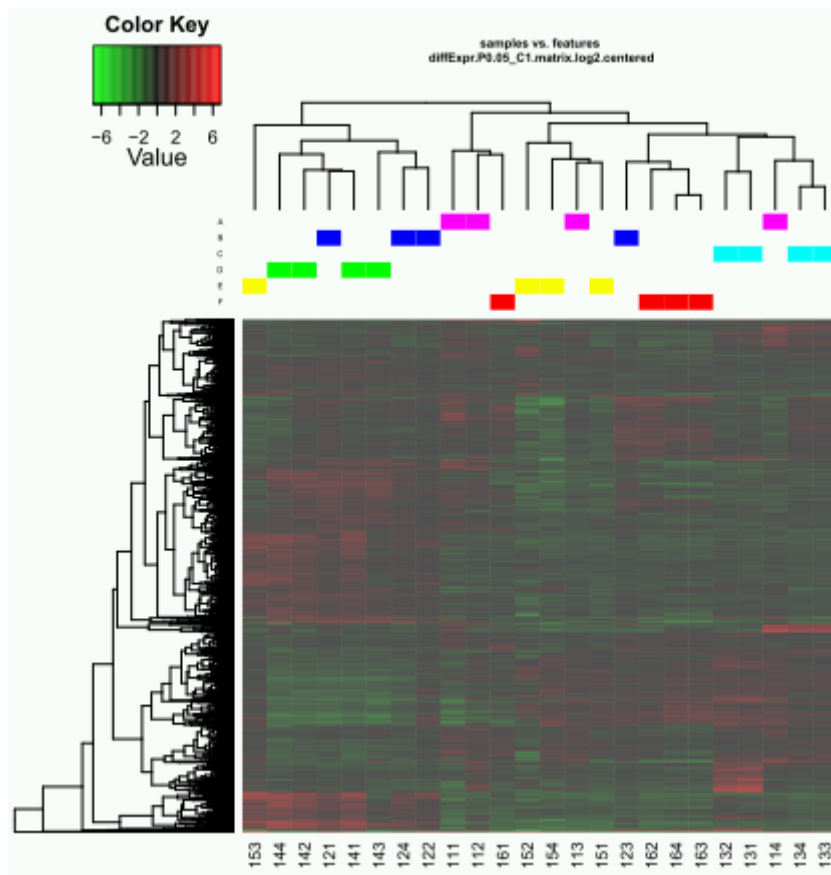 Color Key
samples vs. features
diffExpr.P0.05_C1.matrix.log2.centered
−6 −2 2 6
Value
A
B
C
D
E
F
153 144 142 121 141 143 124 122 111 112 161 152 154 113 151 123 162 164 163 132 131 114 134 133